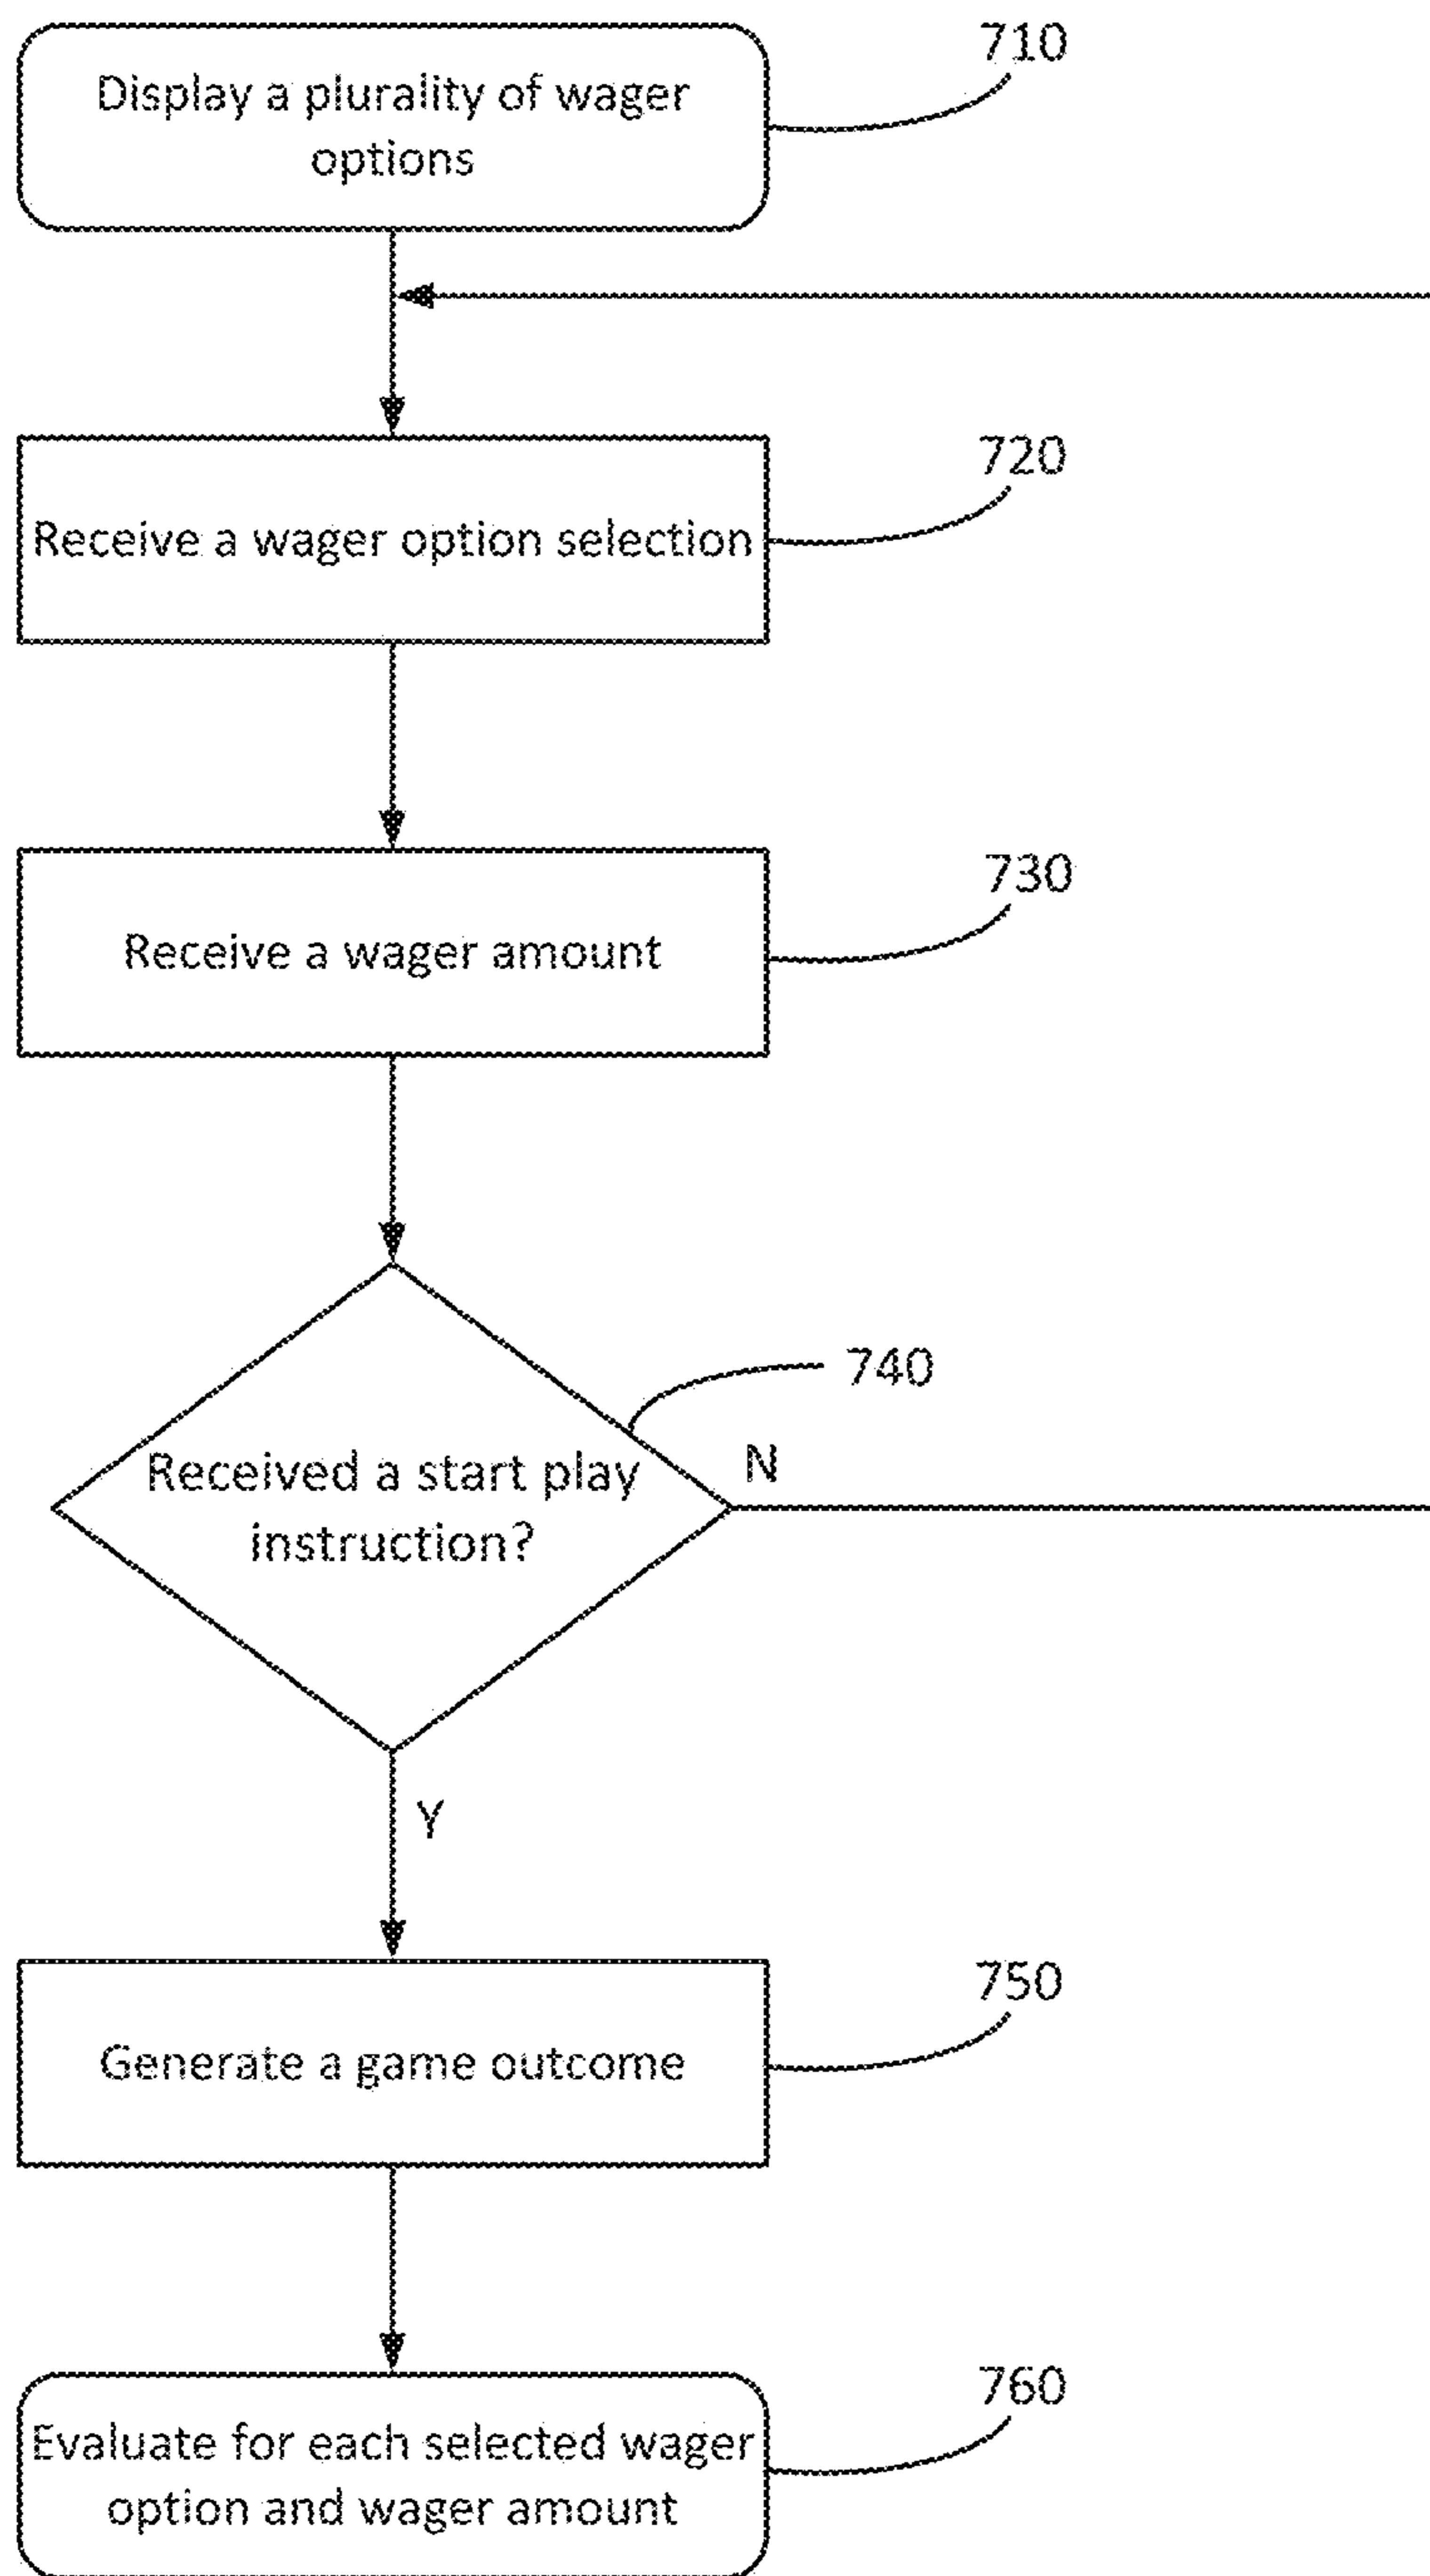 710
Display a plurality of wager
options
720
Receive a wager option selection
730
Receive a wager amount
740
Received a start play
instruction?
N
Y
750
Generate a game outcome
760
Evaluate for each selected wager
option and wager amount